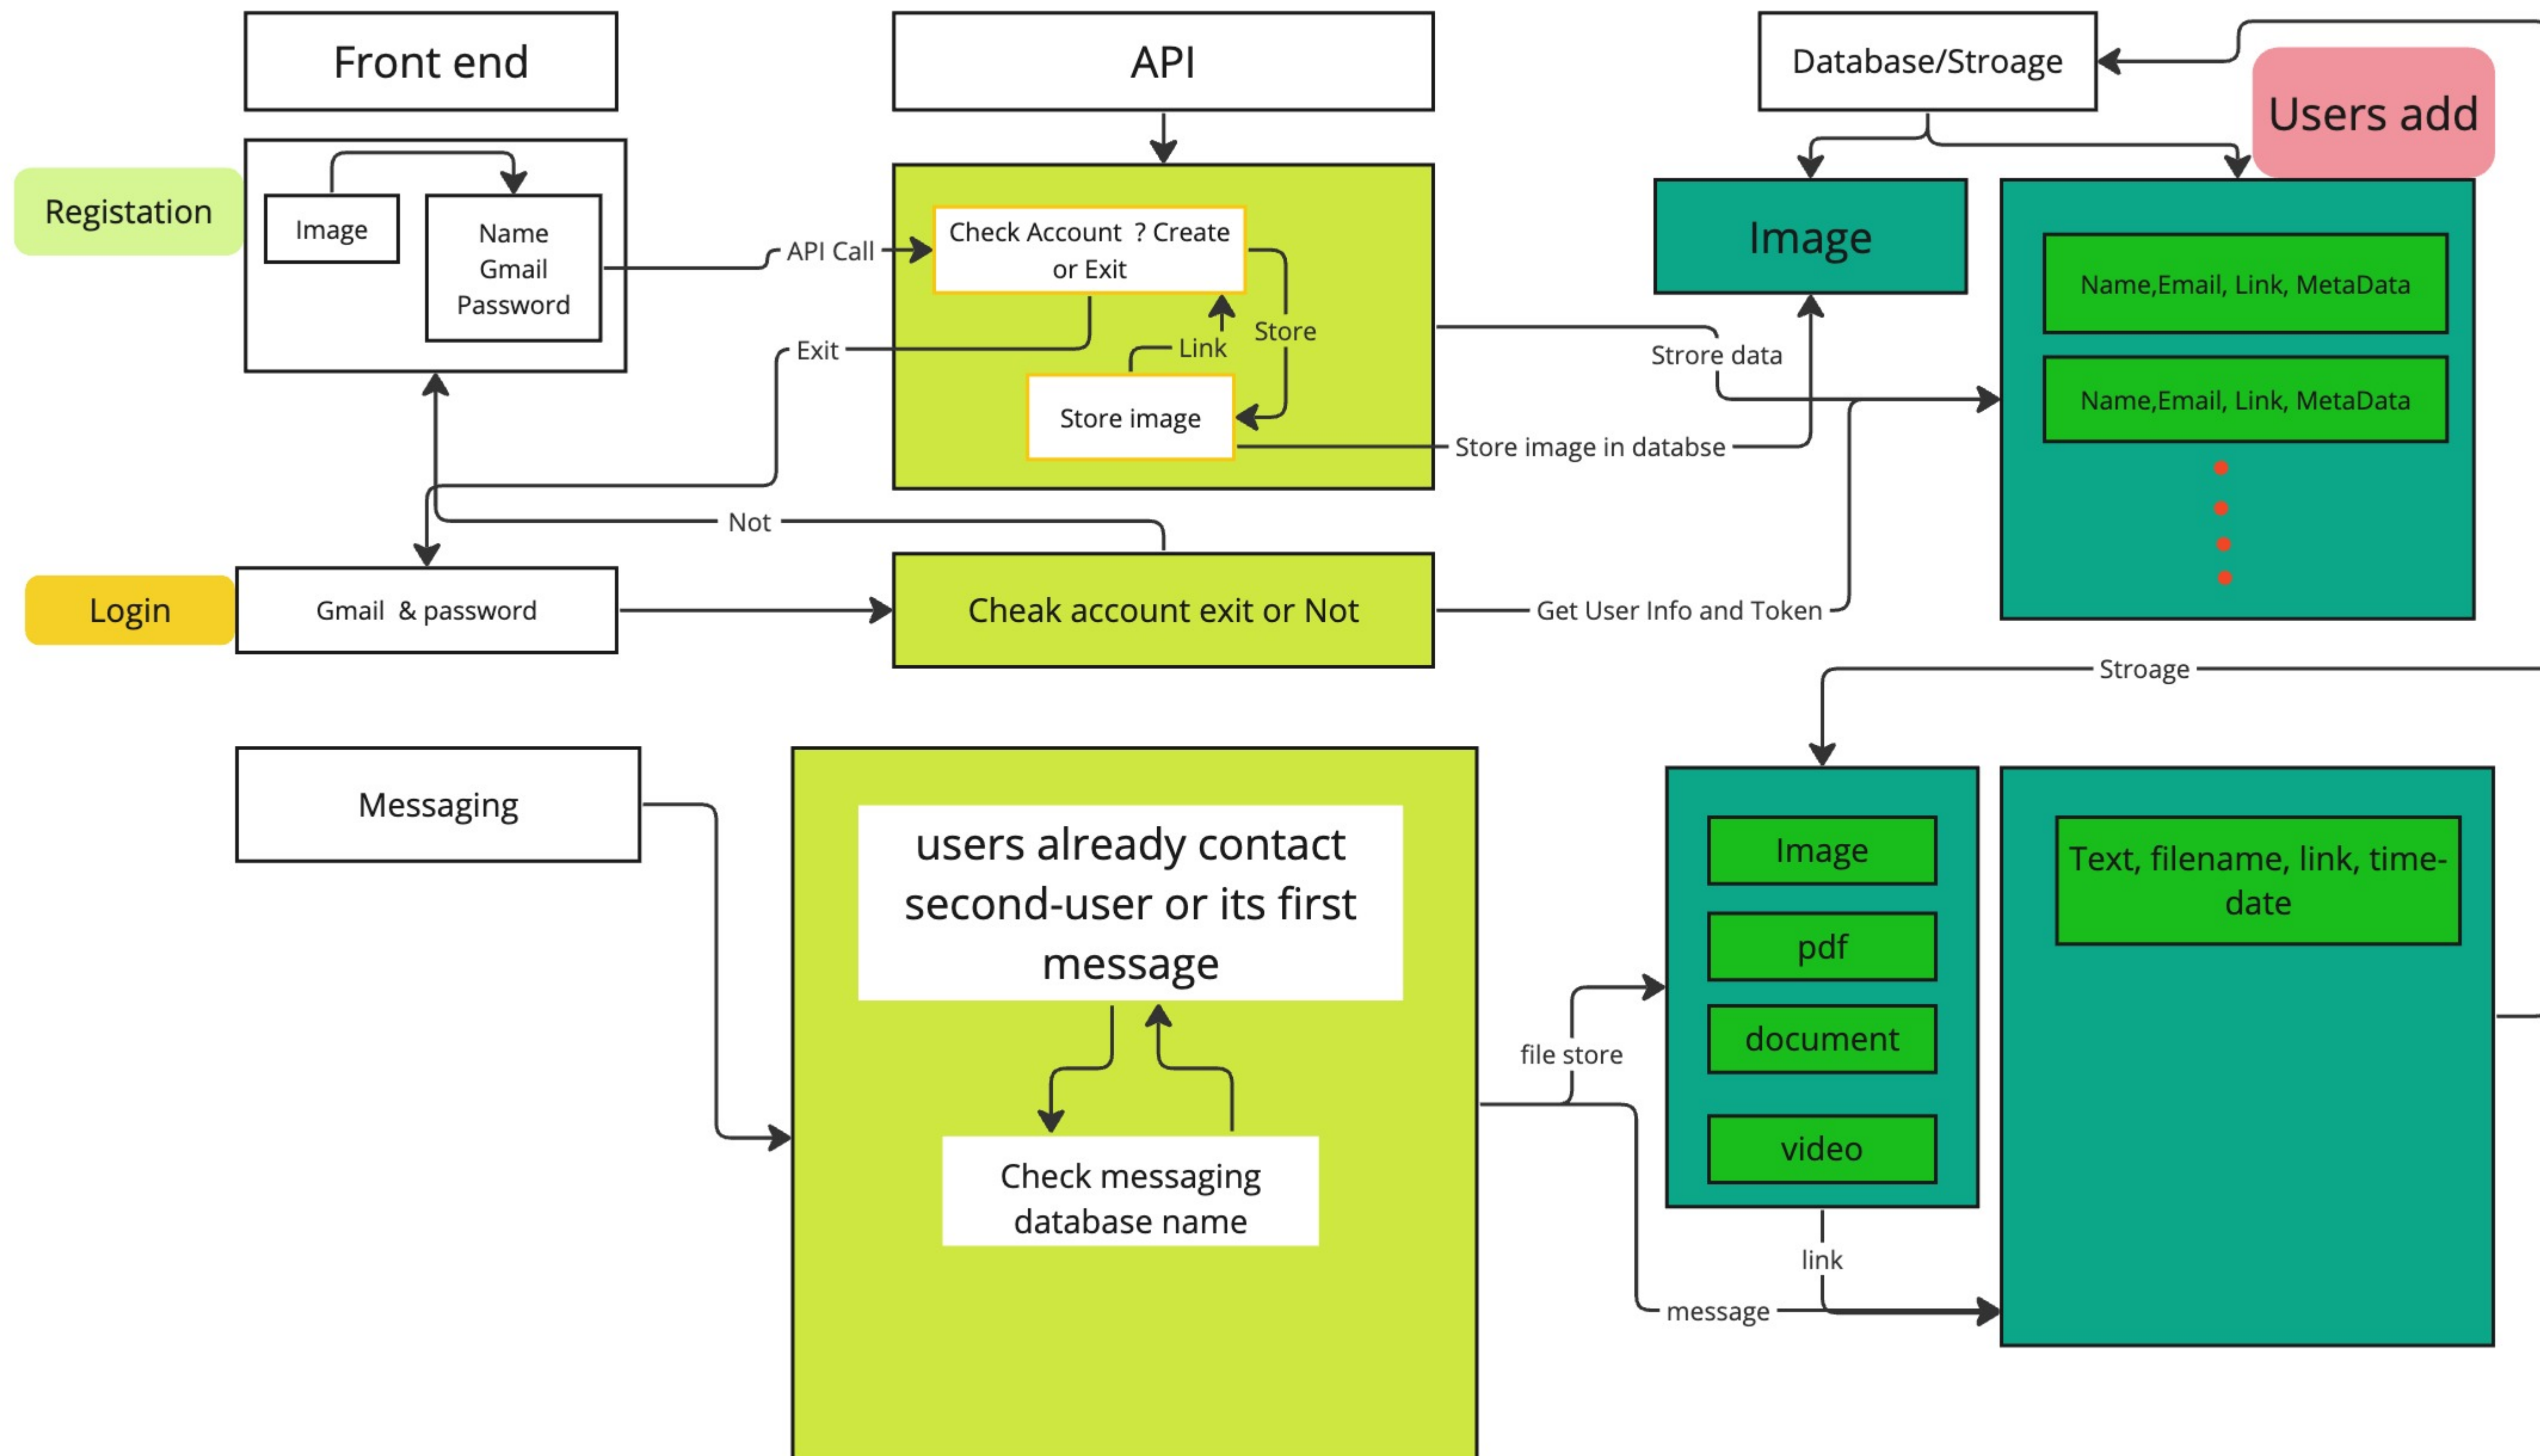 Front end
API
Database/Stroage
Users add
Registation
Image
Name
Gmail
Password
API Call
Check Account  ? Create
or Exit
Exit
Link
Store
Store image
Strore data
Store image in databse
Image
Name,Email, Link, MetaData
Name,Email, Link, MetaData
Not
Login
Gmail  & password
Cheak account exit or Not
Get User Info and Token
Stroage
Messaging
users already contact
second-user or its first
message
Check messaging
database name
file store
message
Image
pdf
document
video
link
Text, filename, link, time-
date